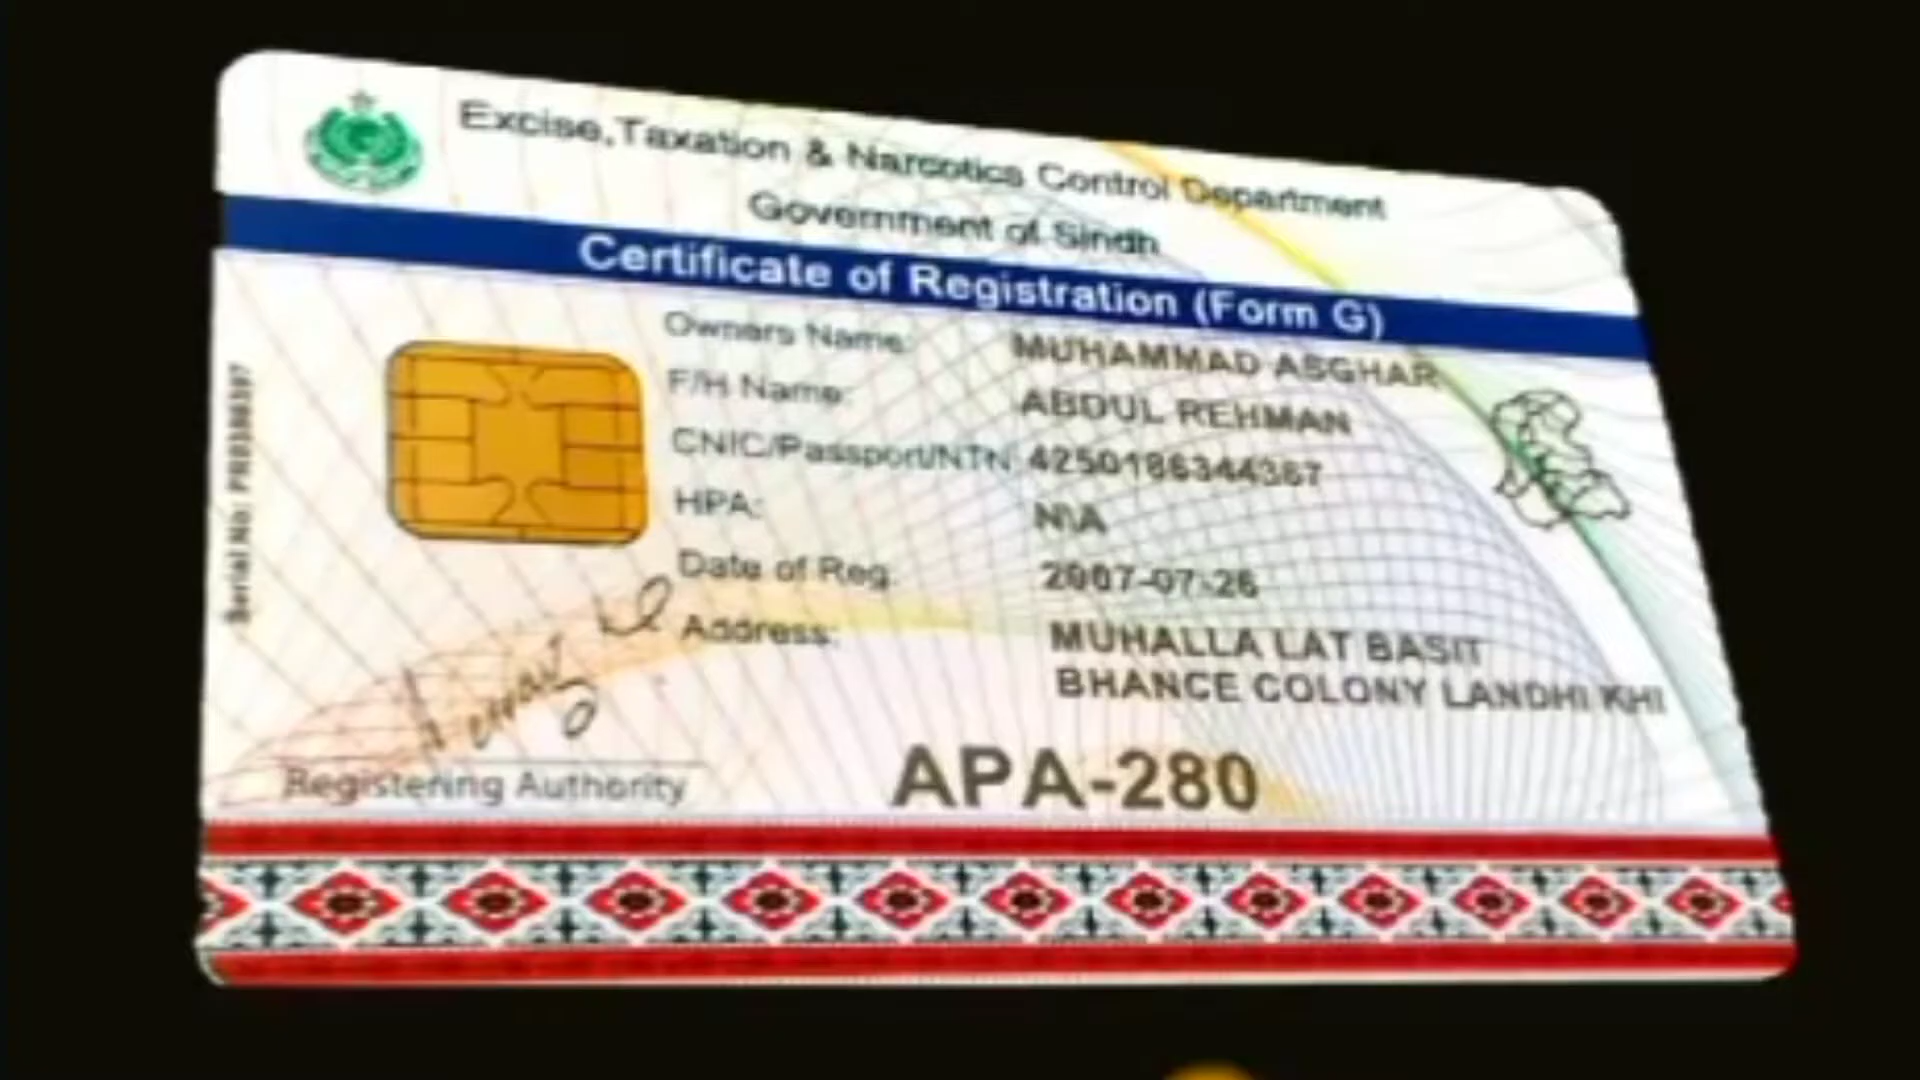 Excise, Taxation & Narcotics Control Department
Government of Sindh
Certificate of Registration (Form G)
Owners Name: MUHAMMAD ASGHAR
F/H Name: ABDUL REHMAN
CNIC/Passport/NTN 4250186344367
HPA: N\A
Date of Reg. 2007-07-26
Address: MUHALLA LAT BASIT
BHANCE COLONY LANDHI KHI
Registering Authority
APA-280
Serial No: